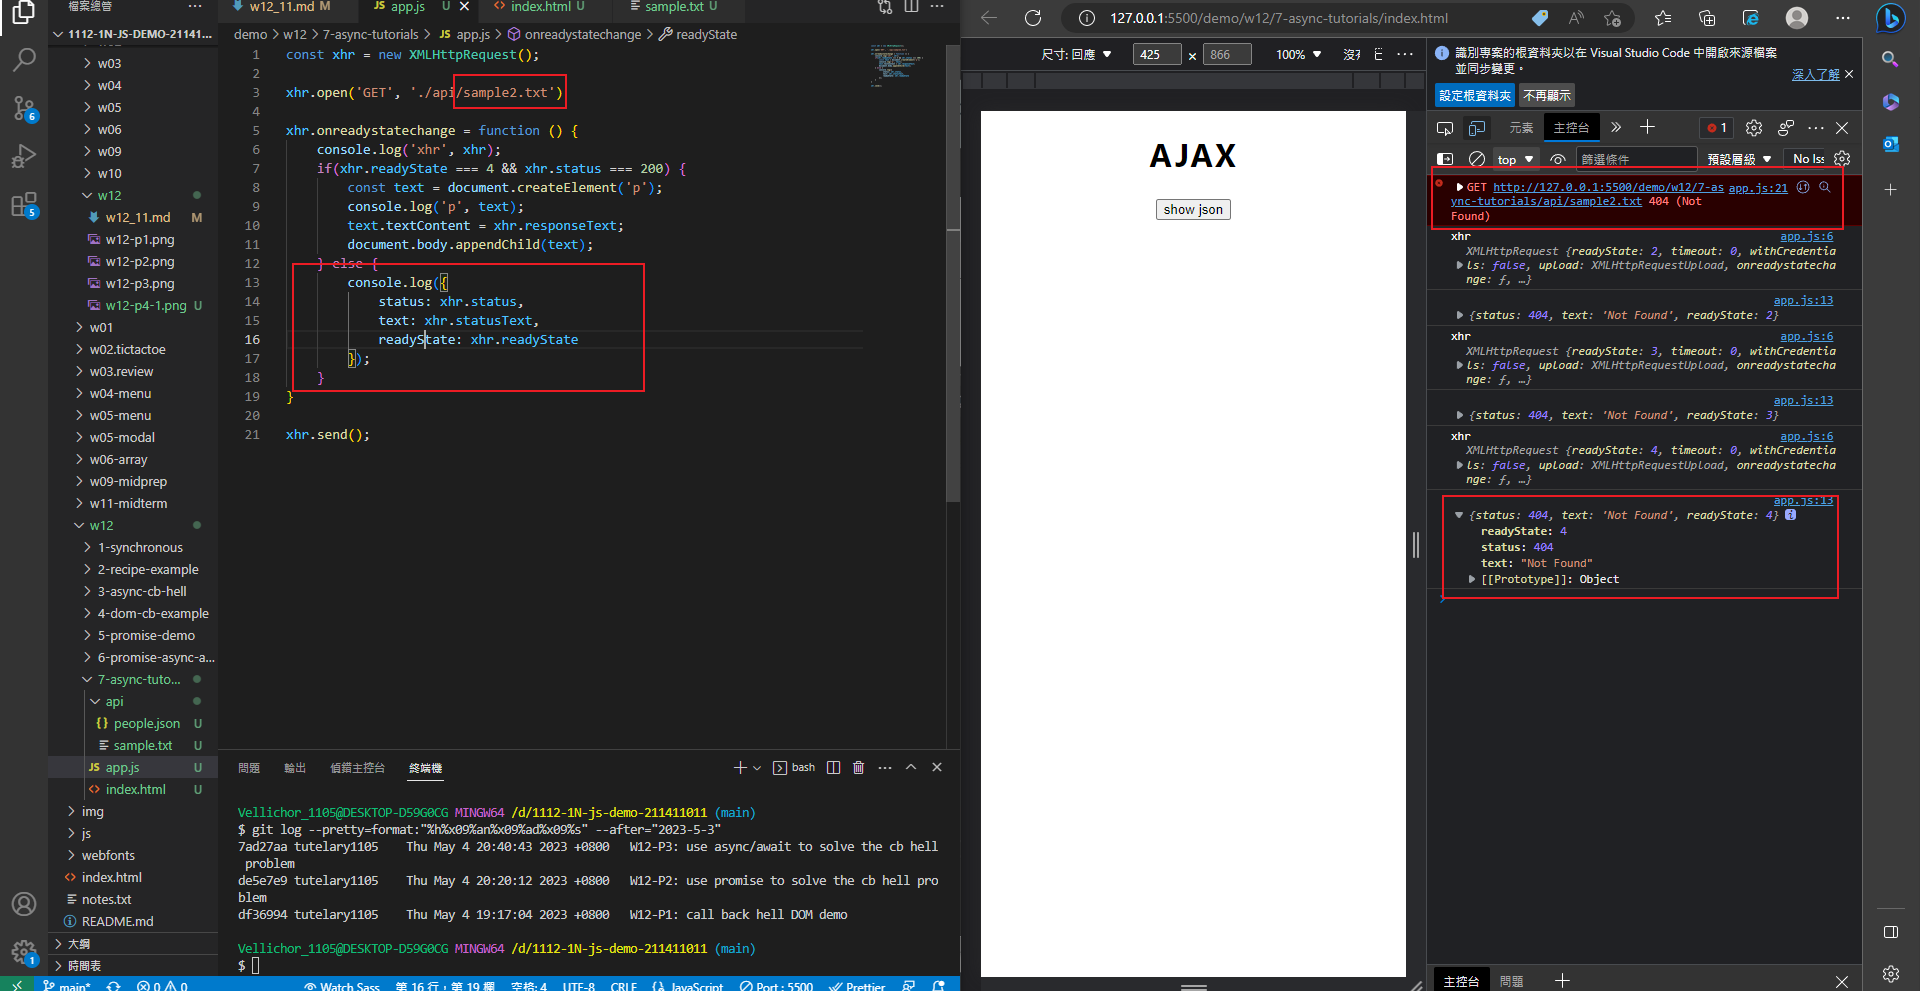 檔案總管
···
1112-1N-JS-DEMO-21141...
w03
w04
w05
w06
w09
w10
w12
w12_11.md M
w12-p1.png
w12-p2.png
w12-p3.png
w12-p4-1.png U
w01
w02.tictactoe
w03.review
w04-menu
w05-menu
w05-modal
w06-array
w09-midprep
w11-midterm
w12
1-synchronous
2-recipe-example
3-async-cb-hell
4-dom-cb-example
5-promise-demo
6-promise-async-a...
7-async-tuto...
api
{} people.json U
sample.txt U
JS app.js U
<> index.html U
img
js
webfonts
<> index.html
notes.txt
README.md
大綱
時間表
6
5
1
w12_11.md M
JS app.js U
<> index.html U
sample.txt U
demo > w12 > 7-async-tutorials > JS app.js > onreadystatechange > readyState
1 const xhr = new XMLHttpRequest();
2
3 xhr.open('GET', './api/sample2.txt')
4
5 xhr.onreadystatechange = function () {
6 console.log('xhr', xhr);
7 if(xhr.readyState === 4 && xhr.status === 200) {
8 const text = document.createElement('p');
9 console.log('p', text);
10 text.textContent = xhr.responseText;
11 document.body.appendChild(text);
12 } else {
13 console.log({
14 status: xhr.status,
15 text: xhr.statusText,
16 readyState: xhr.readyState
17 });
18 }
19 }
20
21 xhr.send();
問題 輸出 偵錯主控台 終端機
bash
Vellichor_1105@DESKTOP-D59G0CG MINGW64 /d/1112-1N-js-demo-211411011 (main)
$ git log --pretty=format:"%h%x09%an%x09%ad%x09%s" --after="2023-5-3"
7ad27aa tutelary1105 Thu May 4 20:40:43 2023 +0800 W12-P3: use async/await to solve the cb hell
problem
de5e7e9 tutelary1105 Thu May 4 20:20:12 2023 +0800 W12-P2: use promise to solve the cb hell pro
blem
df36994 tutelary1105 Thu May 4 19:17:04 2023 +0800 W12-P1: call back hell DOM demo
Vellichor_1105@DESKTOP-D59G0CG MINGW64 /d/1112-1N-js-demo-211411011 (main)
$
main* 0 0 Watch Sass 第 16 行，第 19 欄 空格: 4 UTF-8 CRLF {} JavaScript Port : 5500 Prettier
127.0.0.1:5500/demo/w12/7-async-tutorials/index.html
尺寸: 回應 425 × 866 100%
AJAX
show json
識別專案的根資料夾以在 Visual Studio Code 中開啟來源檔案
並同步變更。
深入了解
設定根資料夾 不再顯示
元素 主控台 1
top 篩選條件 預設層級 No Iss
GET http://127.0.0.1:5500/demo/w12/7-as app.js:21
ync-tutorials/api/sample2.txt 404 (Not
Found)
xhr app.js:6
XMLHttpRequest {readyState: 2, timeout: 0, withCredentia
ls: false, upload: XMLHttpRequestUpload, onreadystatecha
nge: ƒ, …}
app.js:13
{status: 404, text: 'Not Found', readyState: 2}
xhr app.js:6
XMLHttpRequest {readyState: 3, timeout: 0, withCredentia
ls: false, upload: XMLHttpRequestUpload, onreadystatecha
nge: ƒ, …}
app.js:13
{status: 404, text: 'Not Found', readyState: 3}
xhr app.js:6
XMLHttpRequest {readyState: 4, timeout: 0, withCredentia
ls: false, upload: XMLHttpRequestUpload, onreadystatecha
nge: ƒ, …}
app.js:13
{status: 404, text: 'Not Found', readyState: 4}
readyState: 4
status: 404
text: "Not Found"
[[Prototype]]: Object
主控台 問題